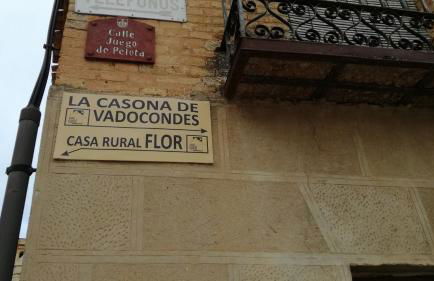 TELEFONOS
Calle
Juego
de Pelota
LA CASONA DE
VADOCONDES
CASA RURAL FLOR